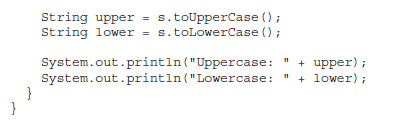 String upper = s.toUpperCase();
String lower = s.toLowerCase();
System.out.println("Uppercase: " + upper);
System.out.println("Lowercase: " + lower);
}
}